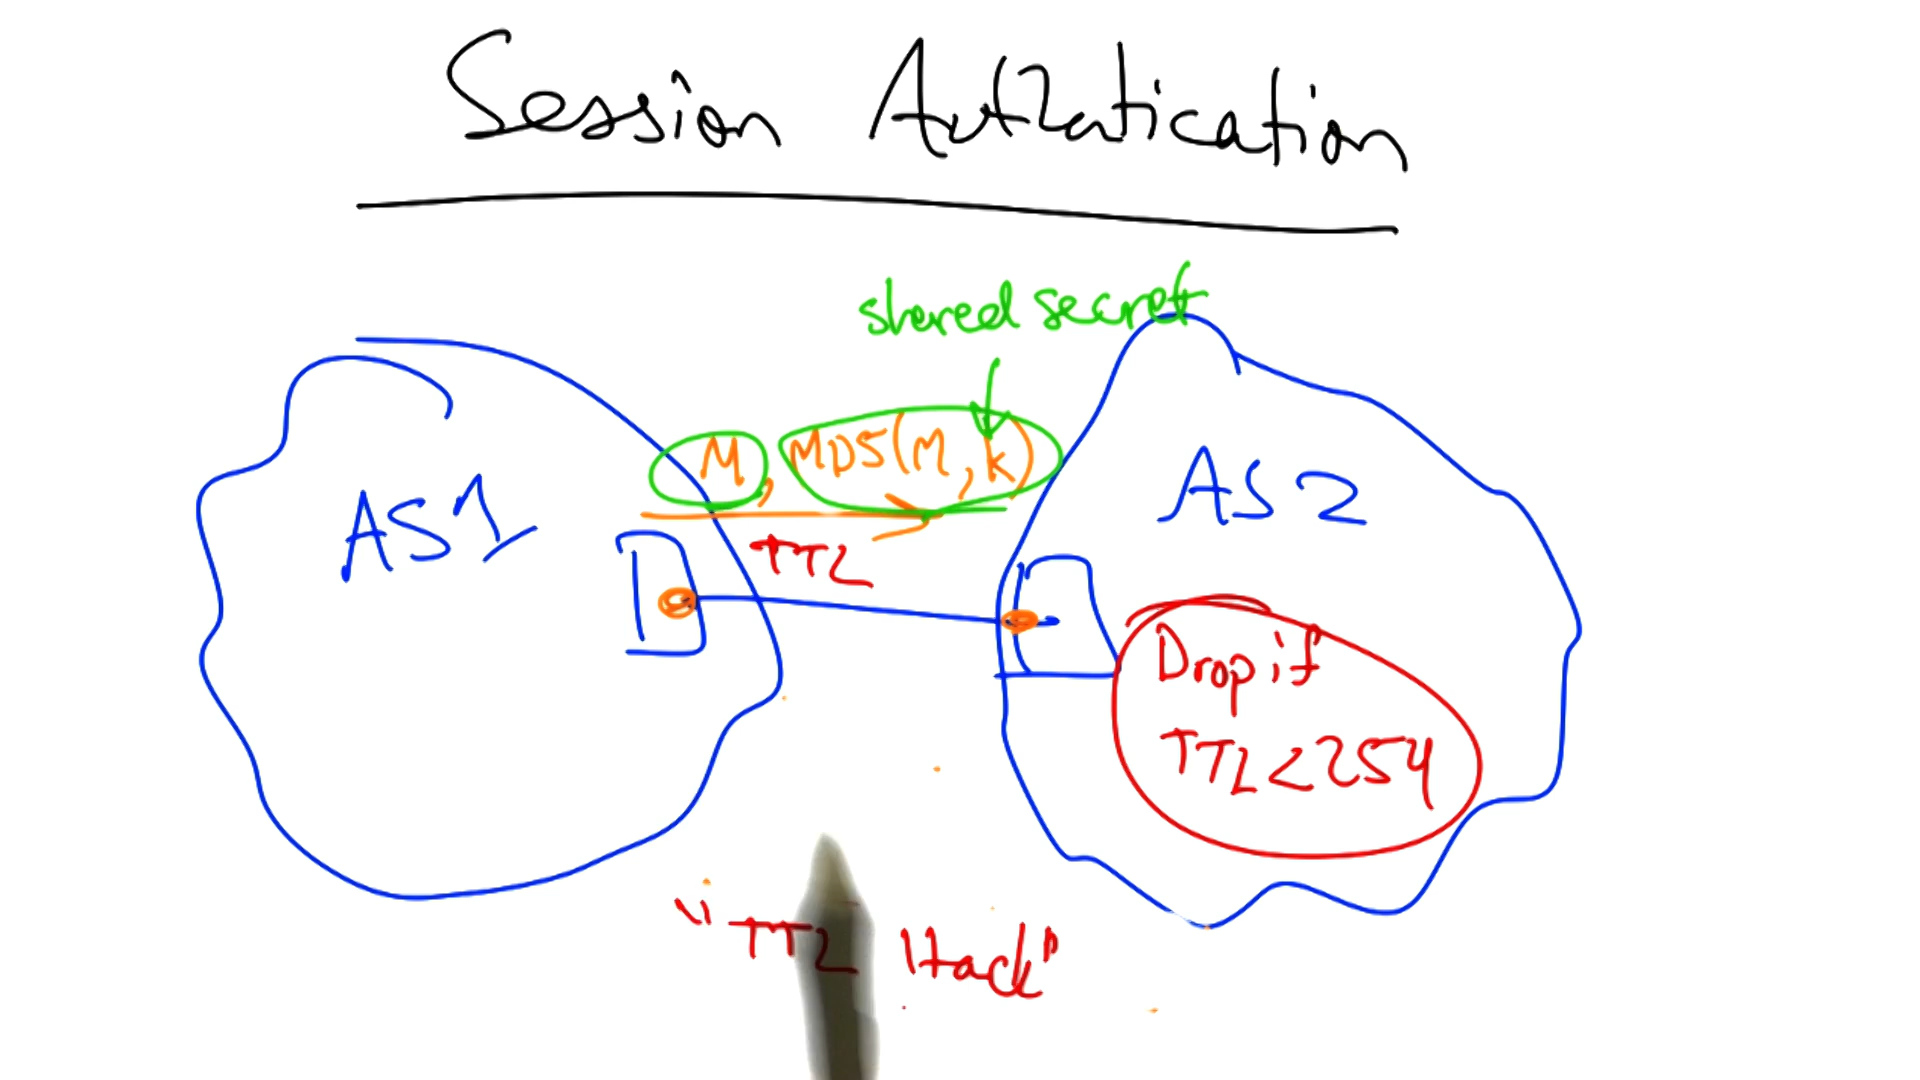 Session Authentication
shared secret
M, MD5(M, k)
AS1
AS2
TTL
Drop if
TTL<254
"TTL Hack"